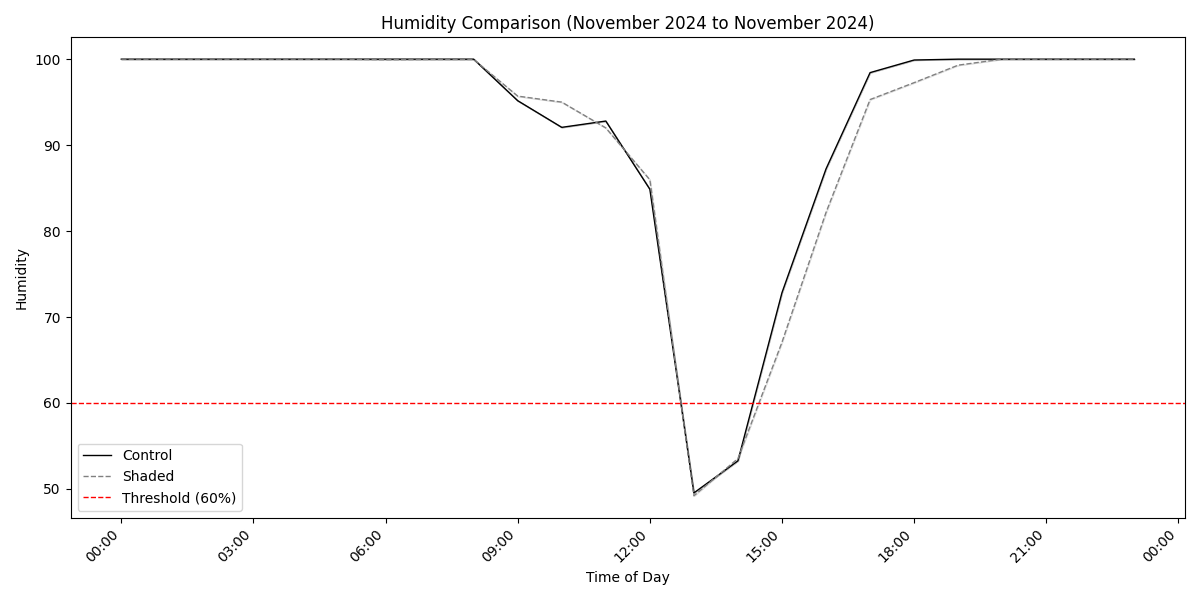 Humidity Comparison (November 2024 to November 2024)
Humidity
100
90
80
70
60
50
Control
Shaded
Threshold (60%)
00:00
03:00
06:00
09:00
12:00
15:00
18:00
21:00
00:00
Time of Day